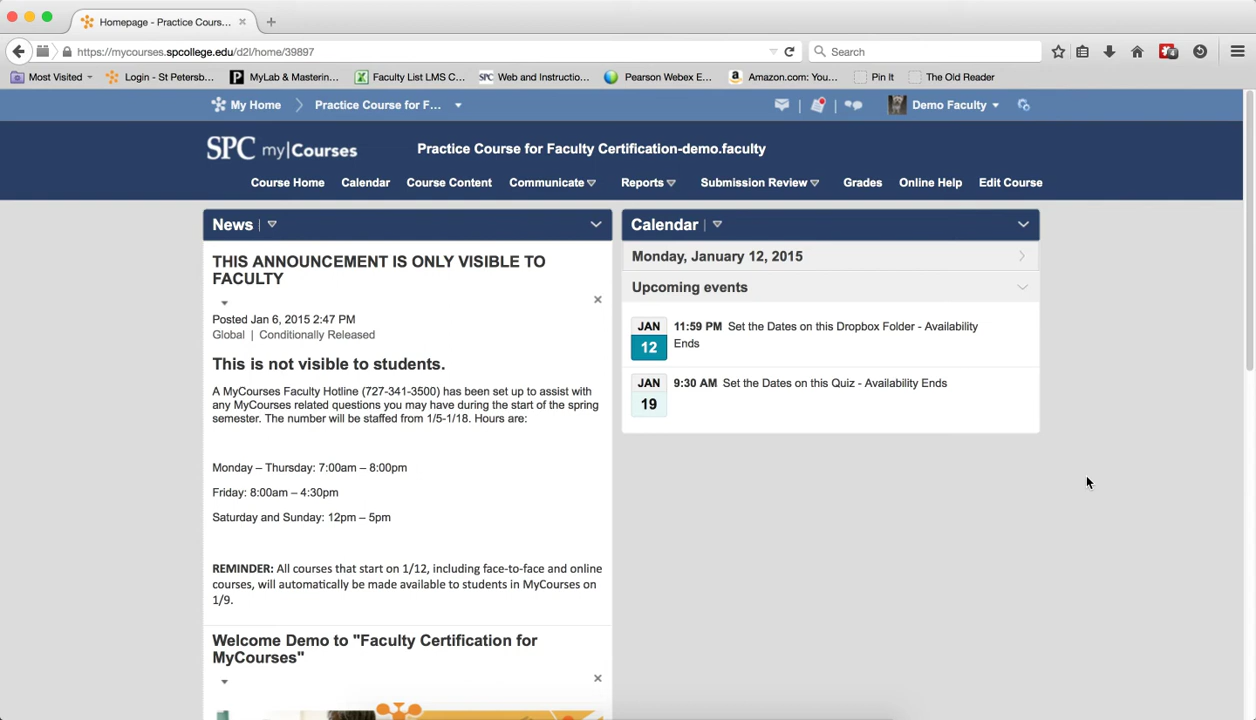 Homepage - Practice Cours...
https://mycourses.spcollege.edu/d2l/home/39897
Search
Most Visited
Login - St Petersb...
MyLab & Mastering...
Faculty List LMS C...
SPC Web and Instructio...
Pearson Webex E...
Amazon.com: You...
Pin It
The Old Reader
My Home
Practice Course for F...
Demo Faculty
SPC my|Courses
Practice Course for Faculty Certification-demo.faculty
Course Home
Calendar
Course Content
Communicate
Reports
Submission Review
Grades
Online Help
Edit Course
News
THIS ANNOUNCEMENT IS ONLY VISIBLE TO
FACULTY
Posted Jan 6, 2015 2:47 PM
Global | Conditionally Released
This is not visible to students.
A MyCourses Faculty Hotline (727-341-3500) has been set up to assist with
any MyCourses related questions you may have during the start of the spring
semester. The number will be staffed from 1/5-1/18. Hours are:
Monday – Thursday: 7:00am – 8:00pm
Friday: 8:00am – 4:30pm
Saturday and Sunday: 12pm – 5pm
REMINDER: All courses that start on 1/12, including face-to-face and online
courses, will automatically be made available to students in MyCourses on
1/9.
Welcome Demo to "Faculty Certification for
MyCourses"
Calendar
Monday, January 12, 2015
Upcoming events
JAN
12
11:59 PM Set the Dates on this Dropbox Folder - Availability
Ends
JAN
19
9:30 AM Set the Dates on this Quiz - Availability Ends